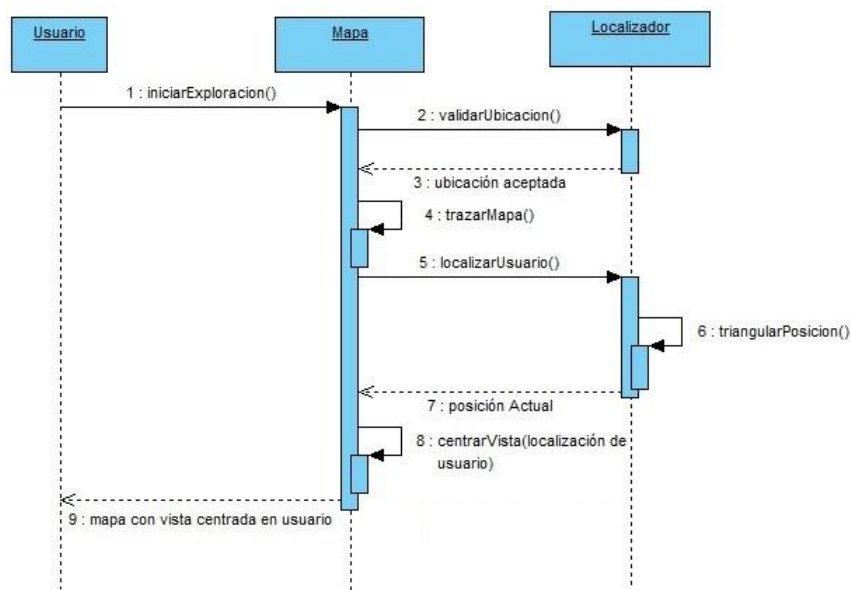 Usuario
Mapa
Localizador
1 : iniciarExploracion()
2 : validarUbicacion()
3 : ubicación aceptada
4 : trazarMapa()
5 : localizarUsuario()
6 : triangularPosicion()
7 : posición Actual
8 : centrarVista(localización de
usuario)
9 : mapa con vista centrada en usuario